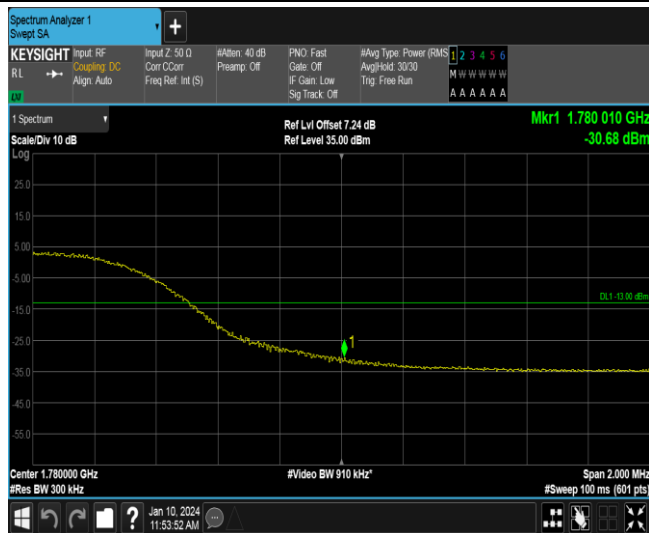 Spectrum Analyzer 1
Swept SA
+
KEYSIGHT
RL
Input: RF
Coupling: DC
Align: Auto
Input Z: 50 Ω
Corr CCorr
Freq Ref: Int (S)
#Atten: 40 dB
Preamp: Off
PNO: Fast
Gate: Off
IF Gain: Low
Sig Track: Off
#Avg Type: Power (RMS
Avg|Hold: 30/30
Trig: Free Run
1 2 3 4 5 6
M W W W W W
A A A A A A
1 Spectrum
Scale/Div 10 dB
Log
Ref Lvl Offset 7.24 dB
Ref Level 35.00 dBm
Mkr1 1.780 010 GHz
-30.68 dBm
25.0
15.0
5.00
-5.00
DL1 -13.00 dBm
-15.0
-25.0
1
-35.0
-45.0
-55.0
Center 1.780000 GHz
#Res BW 300 kHz
#Video BW 910 kHz*
Span 2.000 MHz
#Sweep 100 ms (601 pts)
?
Jan 10, 2024
11:53:52 AM